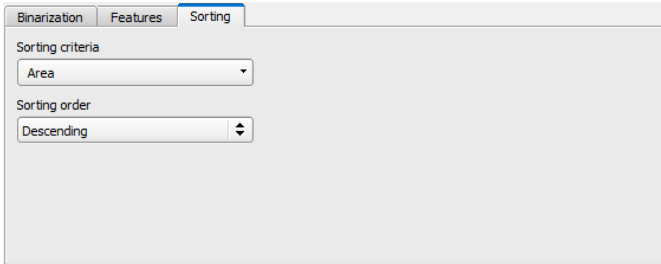 Binarization Features Sorting
Sorting criteria
Area
Sorting order
Descending